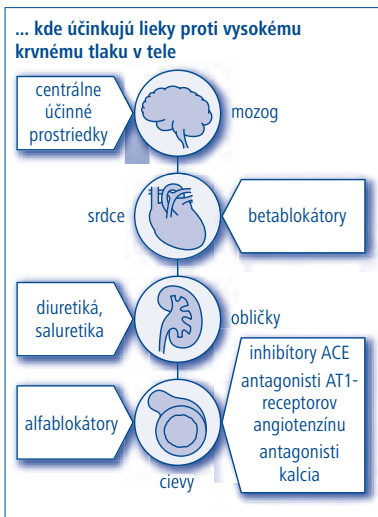 ... kde účinkujú lieky proti vysokému
krvnému tlaku v tele
centrálne
účinné
prostriedky
mozog
srdce
betablokátory
diuretiká,
saluretika
obličky
alfablokátory
inhibítory ACE
antagonisti AT1-
receptorov
angiotenzínu
antagonisti
kalcia
cievy